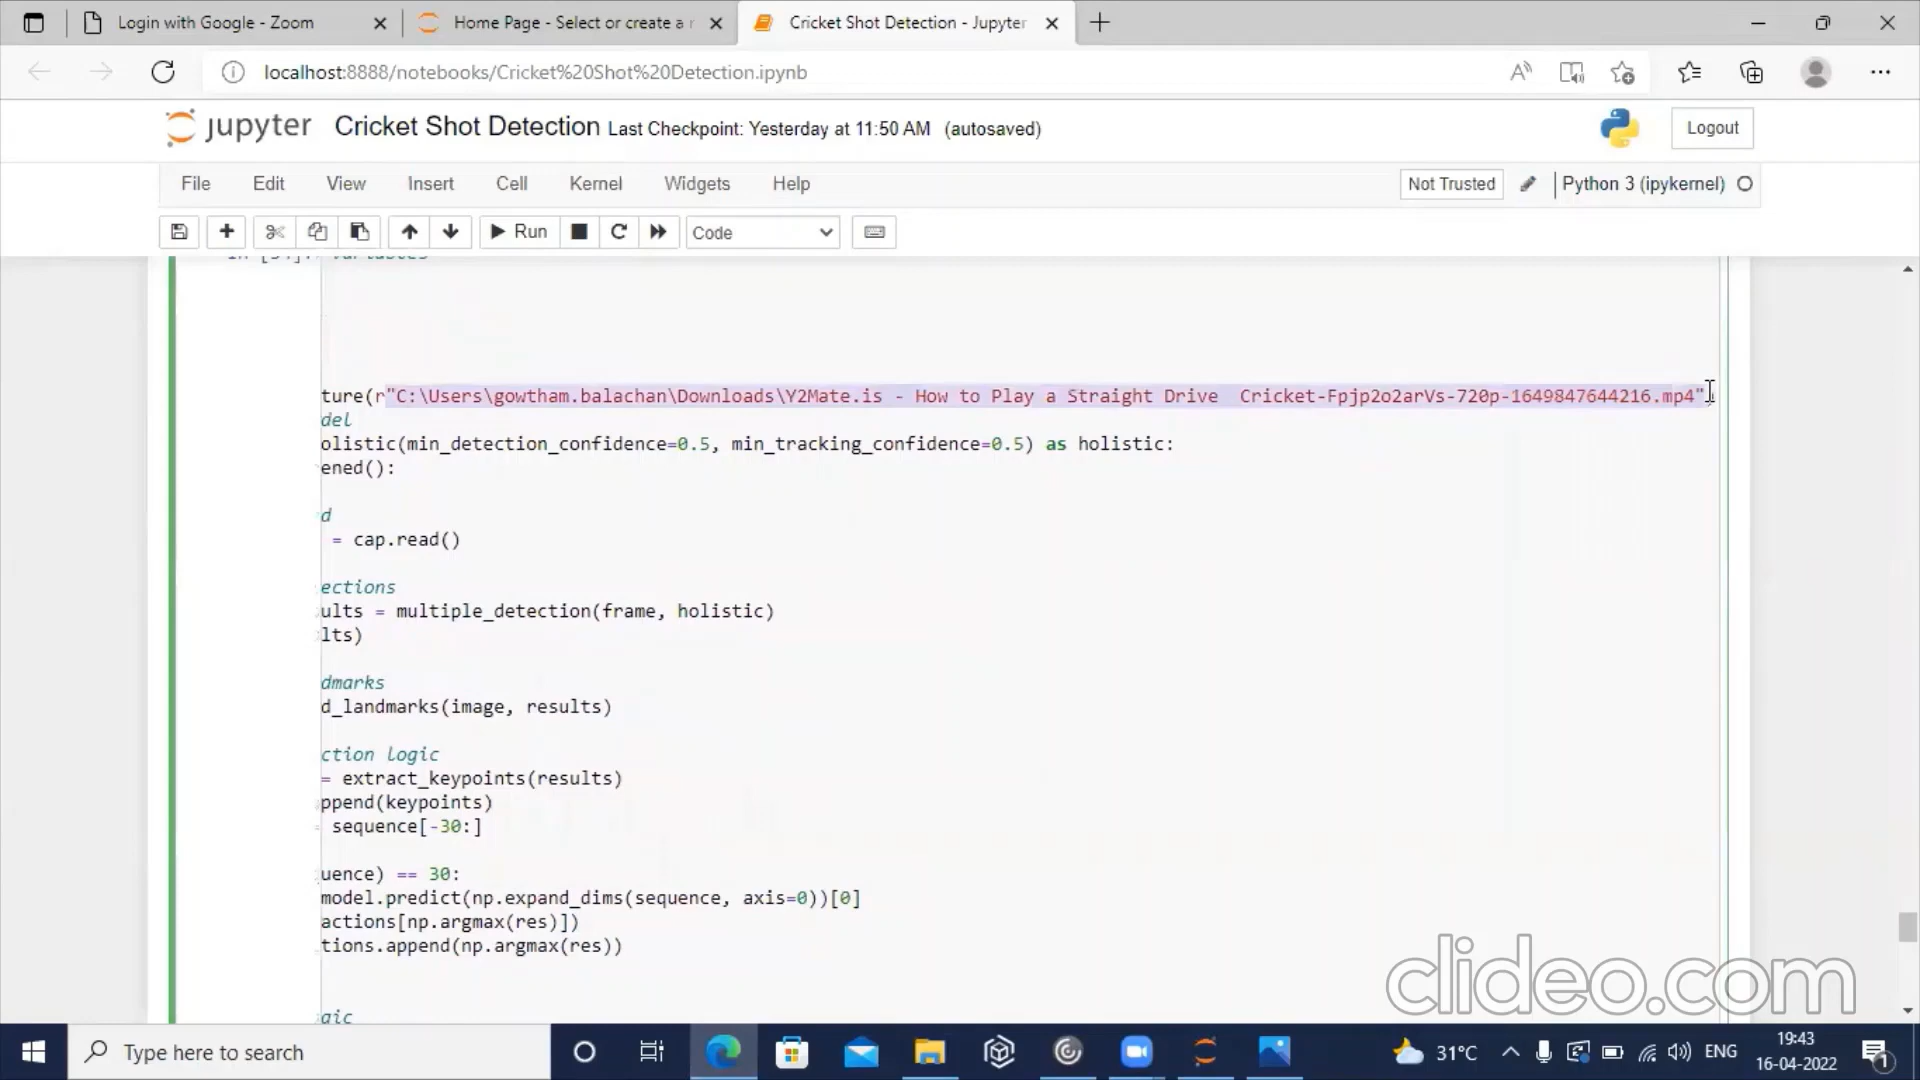 Login with Google - Zoom
Home Page - Select or create a n
Cricket Shot Detection - Jupyter
localhost:8888/notebooks/Cricket%20Shot%20Detection.ipynb
jupyter Cricket Shot Detection Last Checkpoint: Yesterday at 11:50 AM (autosaved)
Logout
File Edit View Insert Cell Kernel Widgets Help
Not Trusted
Python 3 (ipykernel)
Run
Code
ture(r"C:\Users\gowtham.balachan\Downloads\Y2Mate.is - How to Play a Straight Drive  Cricket-Fpjp2o2arVs-720p-1649847644216.mp4"
del
olistic(min_detection_confidence=0.5, min_tracking_confidence=0.5) as holistic:
ened():
d
= cap.read()
ections
ults = multiple_detection(frame, holistic)
lts)
dmarks
d_landmarks(image, results)
ction logic
= extract_keypoints(results)
ppend(keypoints)
= sequence[-30:]
uence) == 30:
model.predict(np.expand_dims(sequence, axis=0))[0]
actions[np.argmax(res)])
tions.append(np.argmax(res))
gic
clideo.com
Type here to search
31°C
ENG
19:43
16-04-2022
1